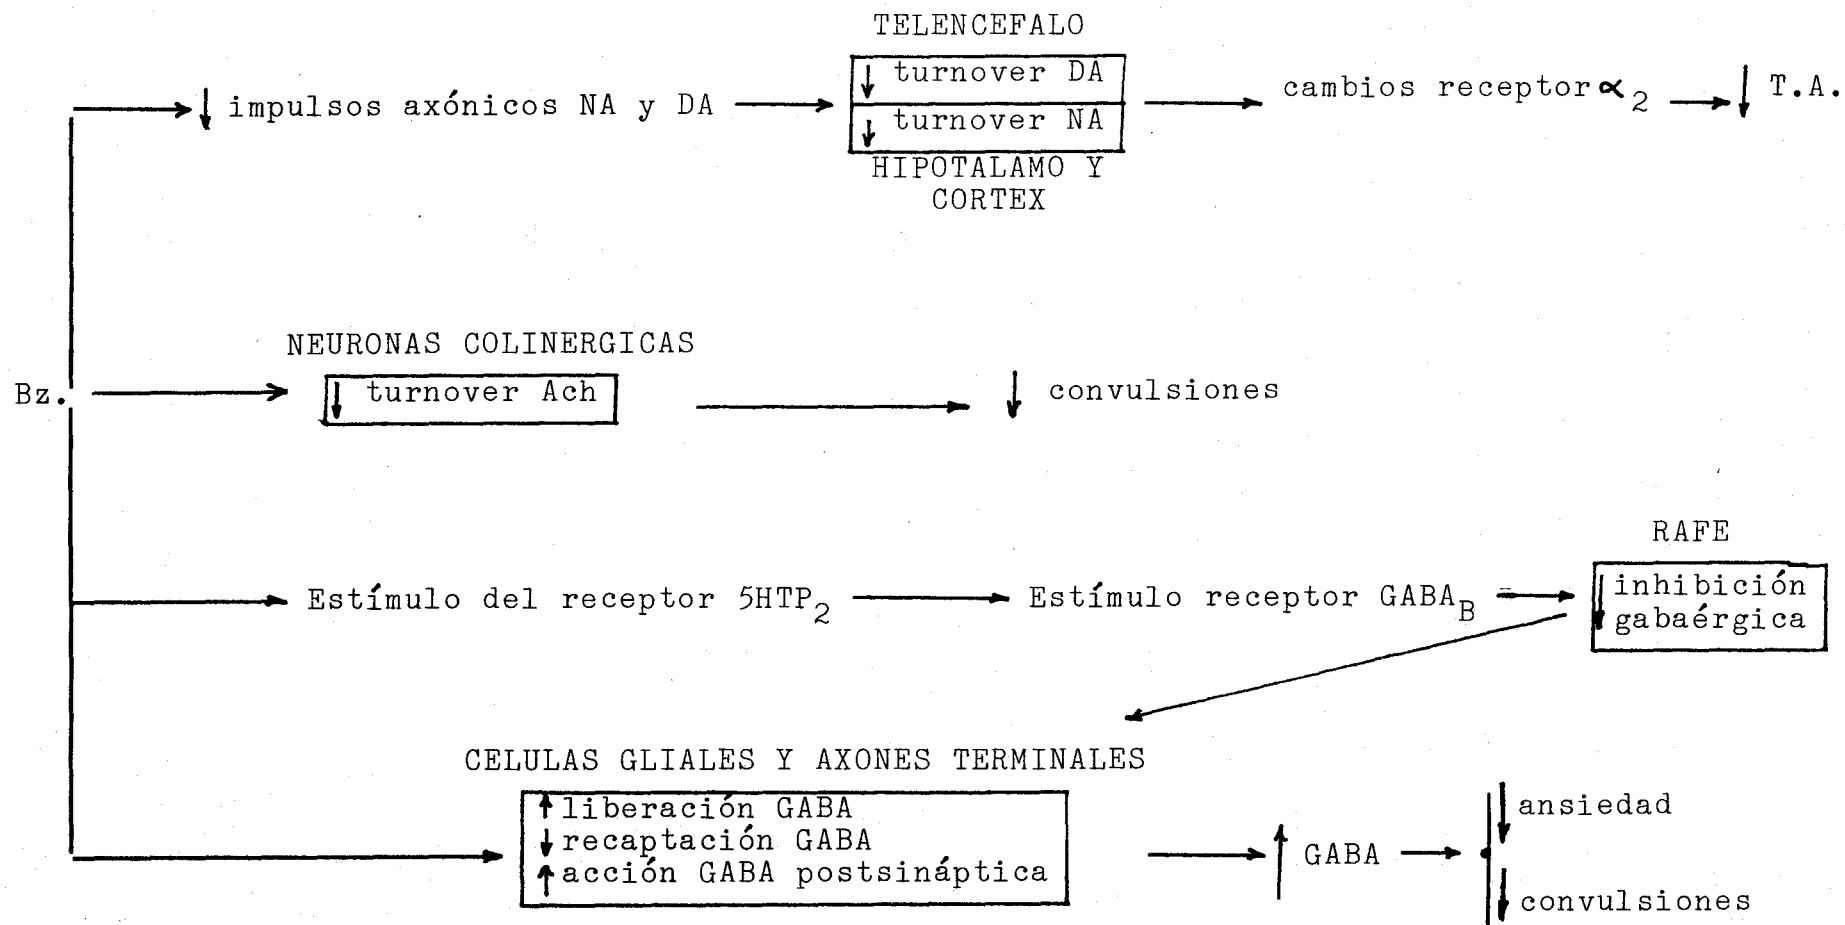 TELENCEFALO
↓ turnover DA
↓ impulsos axónicos NA y DA
cambios receptor ∝2
↓ T.A.
↓ turnover NA
HIPOTALAMO Y
CORTEX
NEURONAS COLINERGICAS
Bz.
↓ turnover Ach
↓ convulsiones
RAFE
Estímulo del receptor 5HTP2
Estímulo receptor GABAB
↓ inhibición
gabaérgica
CELULAS GLIALES Y AXONES TERMINALES
↑ liberación GABA
↓ recaptación GABA
↑ acción GABA postsináptica
↑ GABA
↓ ansiedad
↓ convulsiones